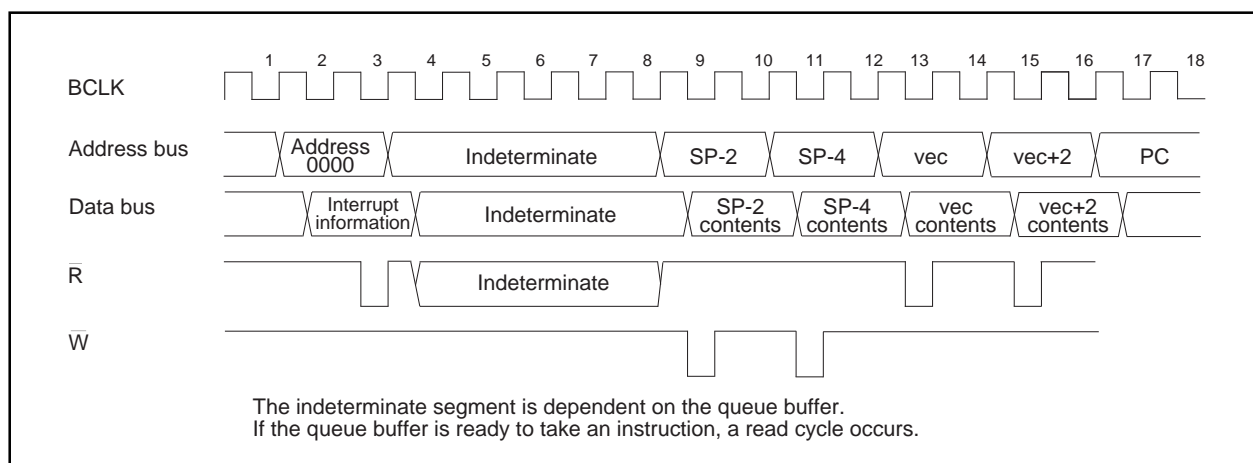 1 2 3 4 5 6 7 8 9 10 11 12 13 14 15 16 17 18
BCLK
Address bus
Address
0000
Indeterminate
SP-2
SP-4
vec
vec+2
PC
Data bus
Interrupt
information
Indeterminate
SP-2
contents
SP-4
contents
vec
contents
vec+2
contents
R̅
Indeterminate
W̅
The indeterminate segment is dependent on the queue buffer.
If the queue buffer is ready to take an instruction, a read cycle occurs.